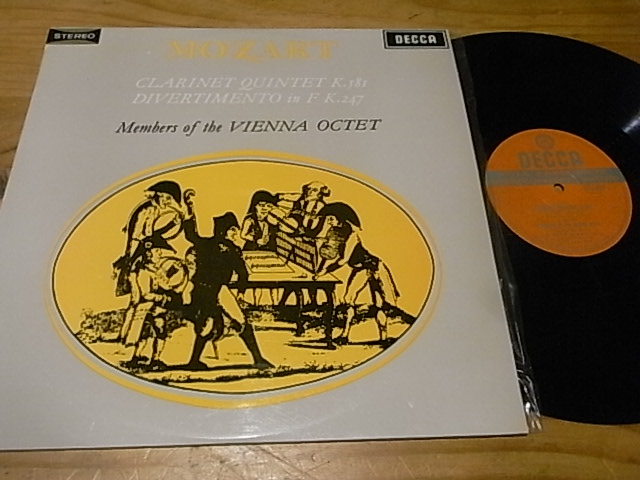 STEREO
DECCA
MOZART
CLARINET QUINTET K.581
DIVERTIMENTO in F K.247
Members of the VIENNA OCTET
DECCA